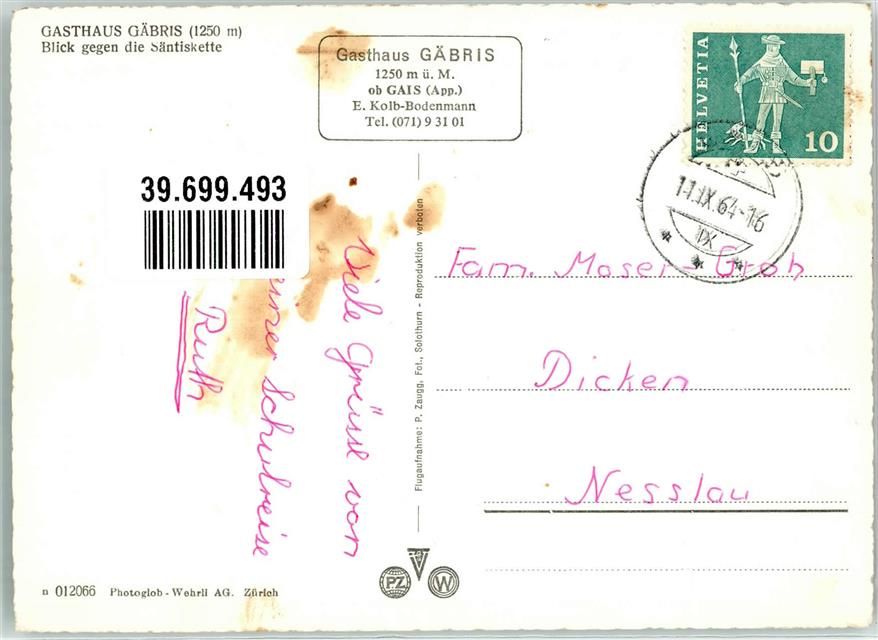 GASTHAUS GÄBRIS (1250 m)
Blick gegen die Säntiskette
Gasthaus GÄBRIS
1250 m ü. M.
ob GAIS (App.)
E. Kolb-Bodenmann
Tel. (071) 9 31 01
HELVETIA
10
11.IX.64-16
IX
39.699.493
Viele Grüsse von
Schulreise
Ruth
Flugaufnahme: P. Zaugg, Fot., Solothurn - Reproduktion verboten
Fam. Moser-Groh
Dicken
Nesslau
PZ
W
n 012066 Photoglob-Wehrli AG. Zürich